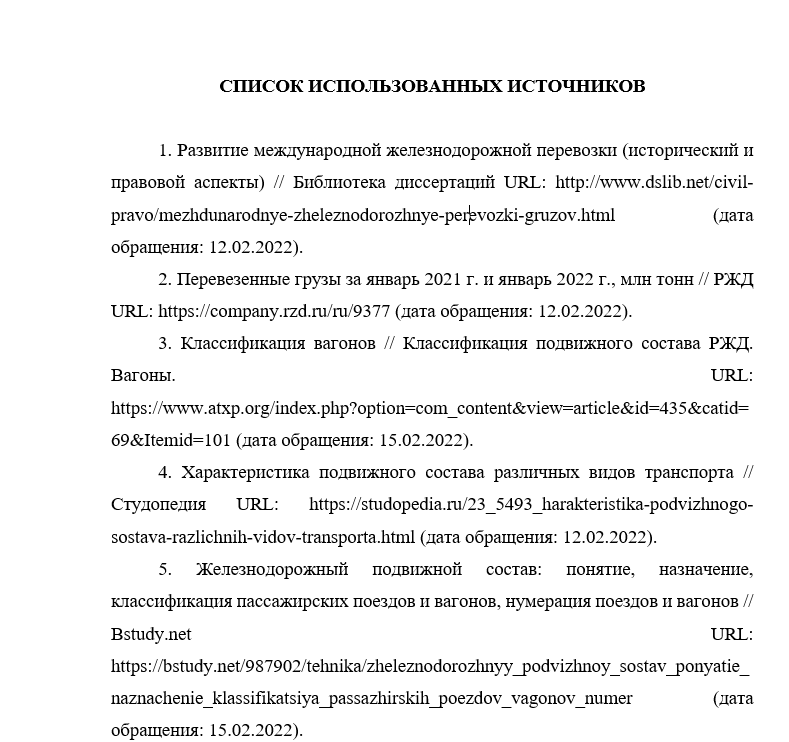 СПИСОК ИСПОЛЬЗОВАННЫХ ИСТОЧНИКОВ
1. Развитие международной железнодорожной перевозки (исторический и
правовой аспекты) // Библиотека диссертаций URL: http://www.dslib.net/civil-
pravo/mezhdunarodnye-zheleznodorozhnye-perevozki-gruzov.html (дата
обращения: 12.02.2022).
2. Перевезенные грузы за январь 2021 г. и январь 2022 г., млн тонн // РЖД
URL: https://company.rzd.ru/ru/9377 (дата обращения: 12.02.2022).
3. Классификация вагонов // Классификация подвижного состава РЖД.
Вагоны. URL:
https://www.atxp.org/index.php?option=com_content&view=article&id=435&catid=
69&Itemid=101 (дата обращения: 15.02.2022).
4. Характеристика подвижного состава различных видов транспорта //
Студопедия URL: https://studopedia.ru/23_5493_harakteristika-podvizhnogo-
sostava-razlichnih-vidov-transporta.html (дата обращения: 12.02.2022).
5. Железнодорожный подвижной состав: понятие, назначение,
классификация пассажирских поездов и вагонов, нумерация поездов и вагонов //
Bstudy.net URL:
https://bstudy.net/987902/tehnika/zheleznodorozhnyy_podvizhnoy_sostav_ponyatie_
naznachenie_klassifikatsiya_passazhirskih_poezdov_vagonov_numer (дата
обращения: 15.02.2022).